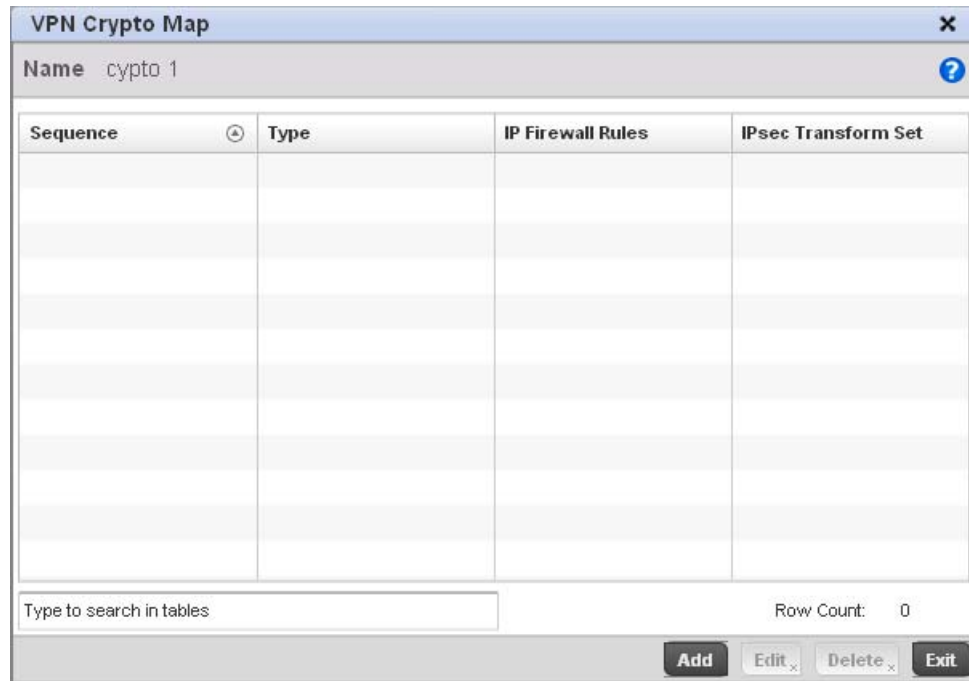 VPN Crypto Map
Name cypto 1
Sequence Type IP Firewall Rules IPsec Transform Set
Type to search in tables Row Count: 0
Add Edit Delete Exit